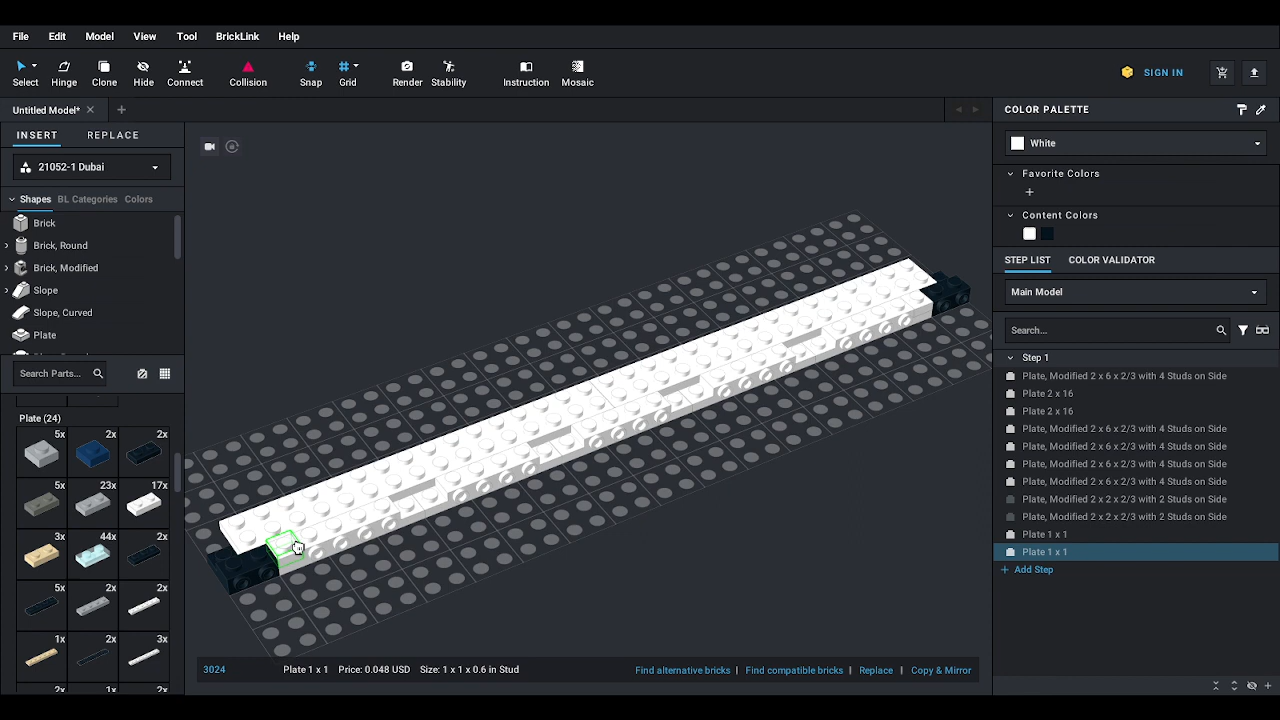 File Edit Model View Tool BrickLink Help
Select Hinge Clone Hide Connect Collision Snap Grid Render Stability Instruction Mosaic
SIGN IN
Untitled Model*
INSERT REPLACE
21052-1 Dubai
Shapes BL Categories Colors
Brick
Brick, Round
Brick, Modified
Slope
Slope, Curved
Plate
Search Parts...
Plate (24)
5x 2x 2x
5x 23x 17x
3x 44x 2x
5x 2x 2x
1x 2x 3x
2x 1x 2x
3024 Plate 1 x 1 Price: 0.048 USD Size: 1 x 1 x 0.6 in Stud Find alternative bricks | Find compatible bricks | Replace | Copy & Mirror
COLOR PALETTE
White
Favorite Colors
+
Content Colors
STEP LIST COLOR VALIDATOR
Main Model
Search...
Step 1
Plate, Modified 2 x 6 x 2/3 with 4 Studs on Side
Plate 2 x 16
Plate 2 x 16
Plate, Modified 2 x 6 x 2/3 with 4 Studs on Side
Plate, Modified 2 x 6 x 2/3 with 4 Studs on Side
Plate, Modified 2 x 6 x 2/3 with 4 Studs on Side
Plate, Modified 2 x 6 x 2/3 with 4 Studs on Side
Plate, Modified 2 x 2 x 2/3 with 2 Studs on Side
Plate, Modified 2 x 2 x 2/3 with 2 Studs on Side
Plate 1 x 1
Plate 1 x 1
+ Add Step